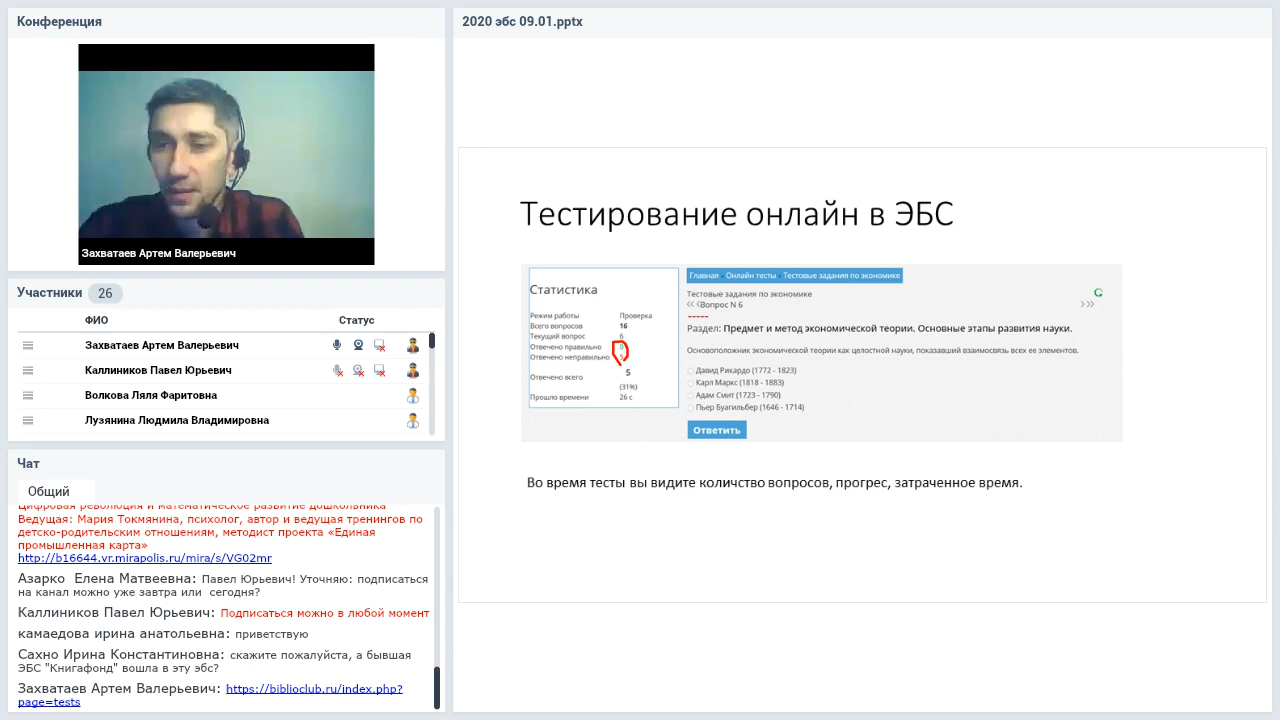 Конференция
Захватаев Артем Валерьевич
Участники 26
ФИО Статус
Захватаев Артем Валерьевич
Каллиников Павел Юрьевич
Волкова Ляля Фаритовна
Лузянина Людмила Владимировна
Чат
Общий
Цифровая революция и математическое развитие дошкольника
Ведущая: Мария Токмянина, психолог, автор и ведущая тренингов по
детско-родительским отношениям, методист проекта «Единая
промышленная карта»
http://b16644.vr.mirapolis.ru/mira/s/VG02mr
Азарко Елена Матвеевна: Павел Юрьевич! Уточняю: подписаться
на канал можно уже завтра или сегодня?
Каллиников Павел Юрьевич: Подписаться можно в любой момент
камаедова ирина анатольевна: приветствую
Сахно Ирина Константиновна: скажите пожалуйста, а бывшая
ЭБС "Книгафонд" вошла в эту эбс?
Захватаев Артем Валерьевич: https://biblioclub.ru/index.php?
page=tests
2020 эбс 09.01.pptx
Тестирование онлайн в ЭБС
Статистика
Режим работы Проверка
Всего вопросов 16
Текущий вопрос 6
Отвечено правильно
Отвечено неправильно
Отвечено всего 5
(31%)
Прошло времени 26 с
Главная Онлайн тесты Тестовые задания по экономике
Тестовые задания по экономике
Вопрос N 6
Раздел: Предмет и метод экономической теории. Основные этапы развития науки.
Основоположник экономической теории как целостной науки, показавший взаимосвязь всех ее элементов.
Давид Рикардо (1772 - 1823)
Карл Маркс (1818 - 1883)
Адам Смит (1723 - 1790)
Пьер Буагильбер (1646 - 1714)
Ответить
Во время тесты вы видите количство вопросов, прогрес, затраченное время.